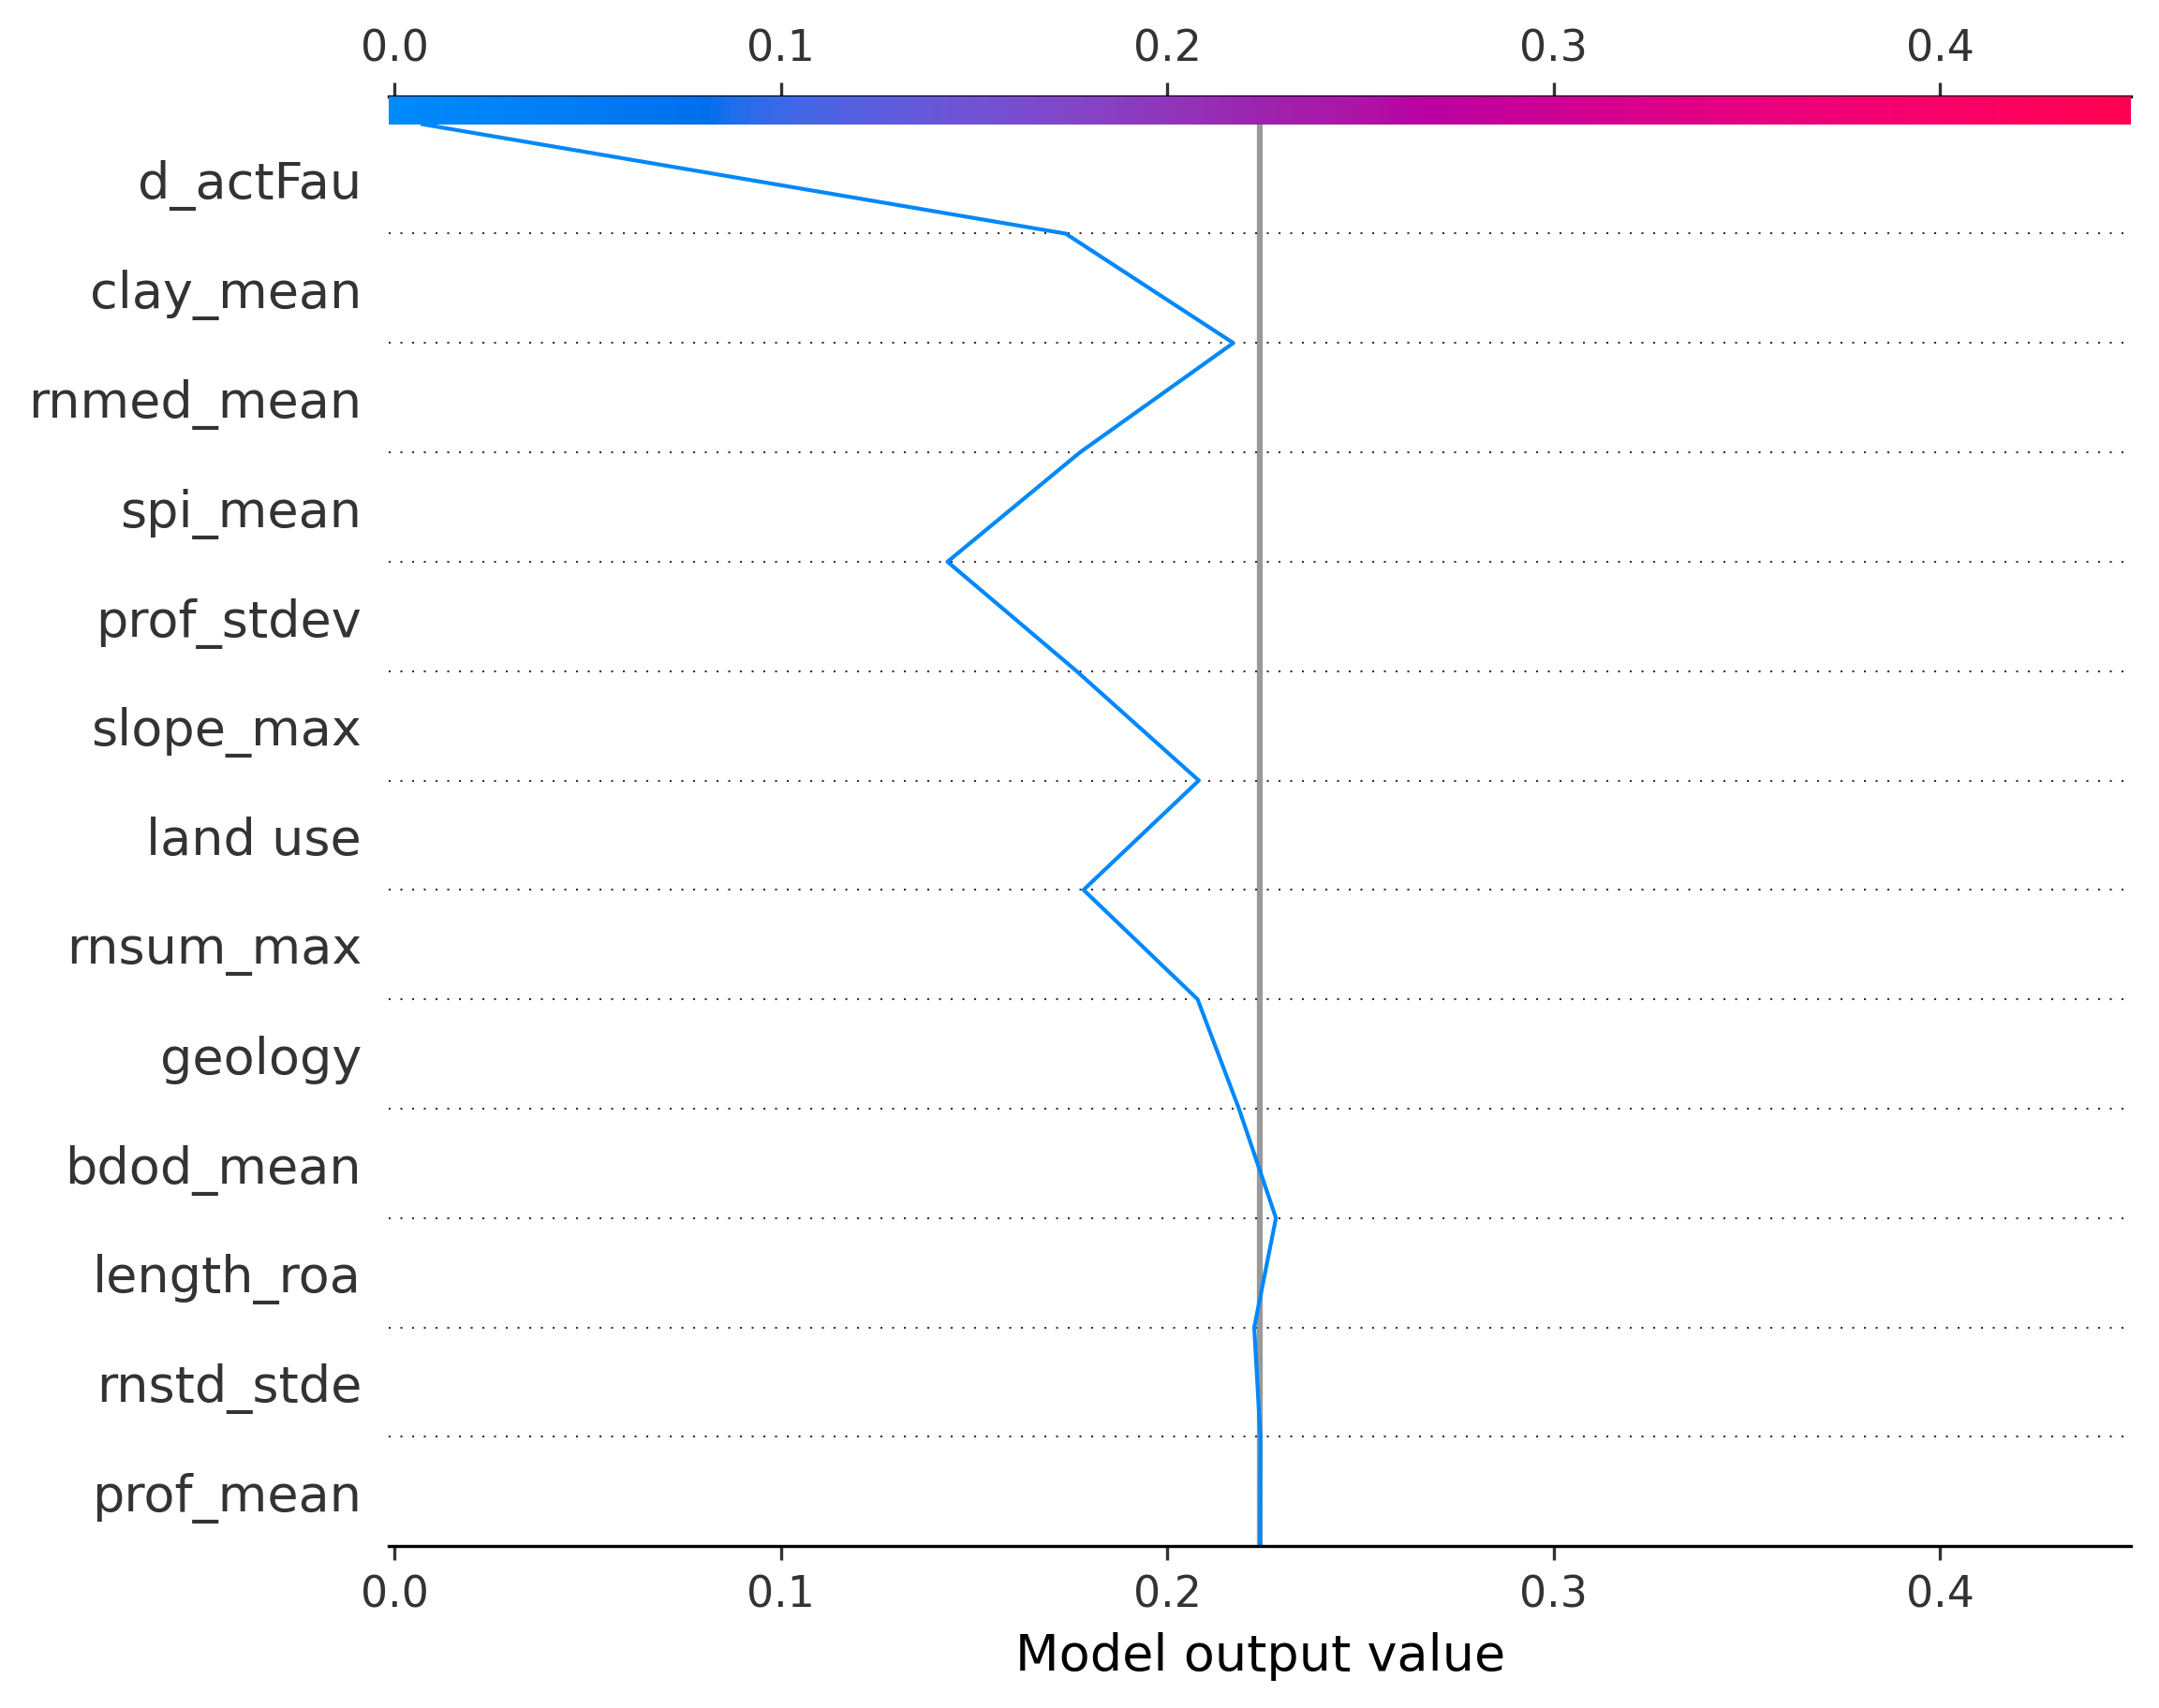 0.0 0.1 0.2 0.3 0.4
d_actFau
clay_mean
rnmed_mean
spi_mean
prof_stdev
slope_max
land use
rnsum_max
geology
bdod_mean
length_roa
rnstd_stde
prof_mean
0.0 0.1 0.2 0.3 0.4
Model output value